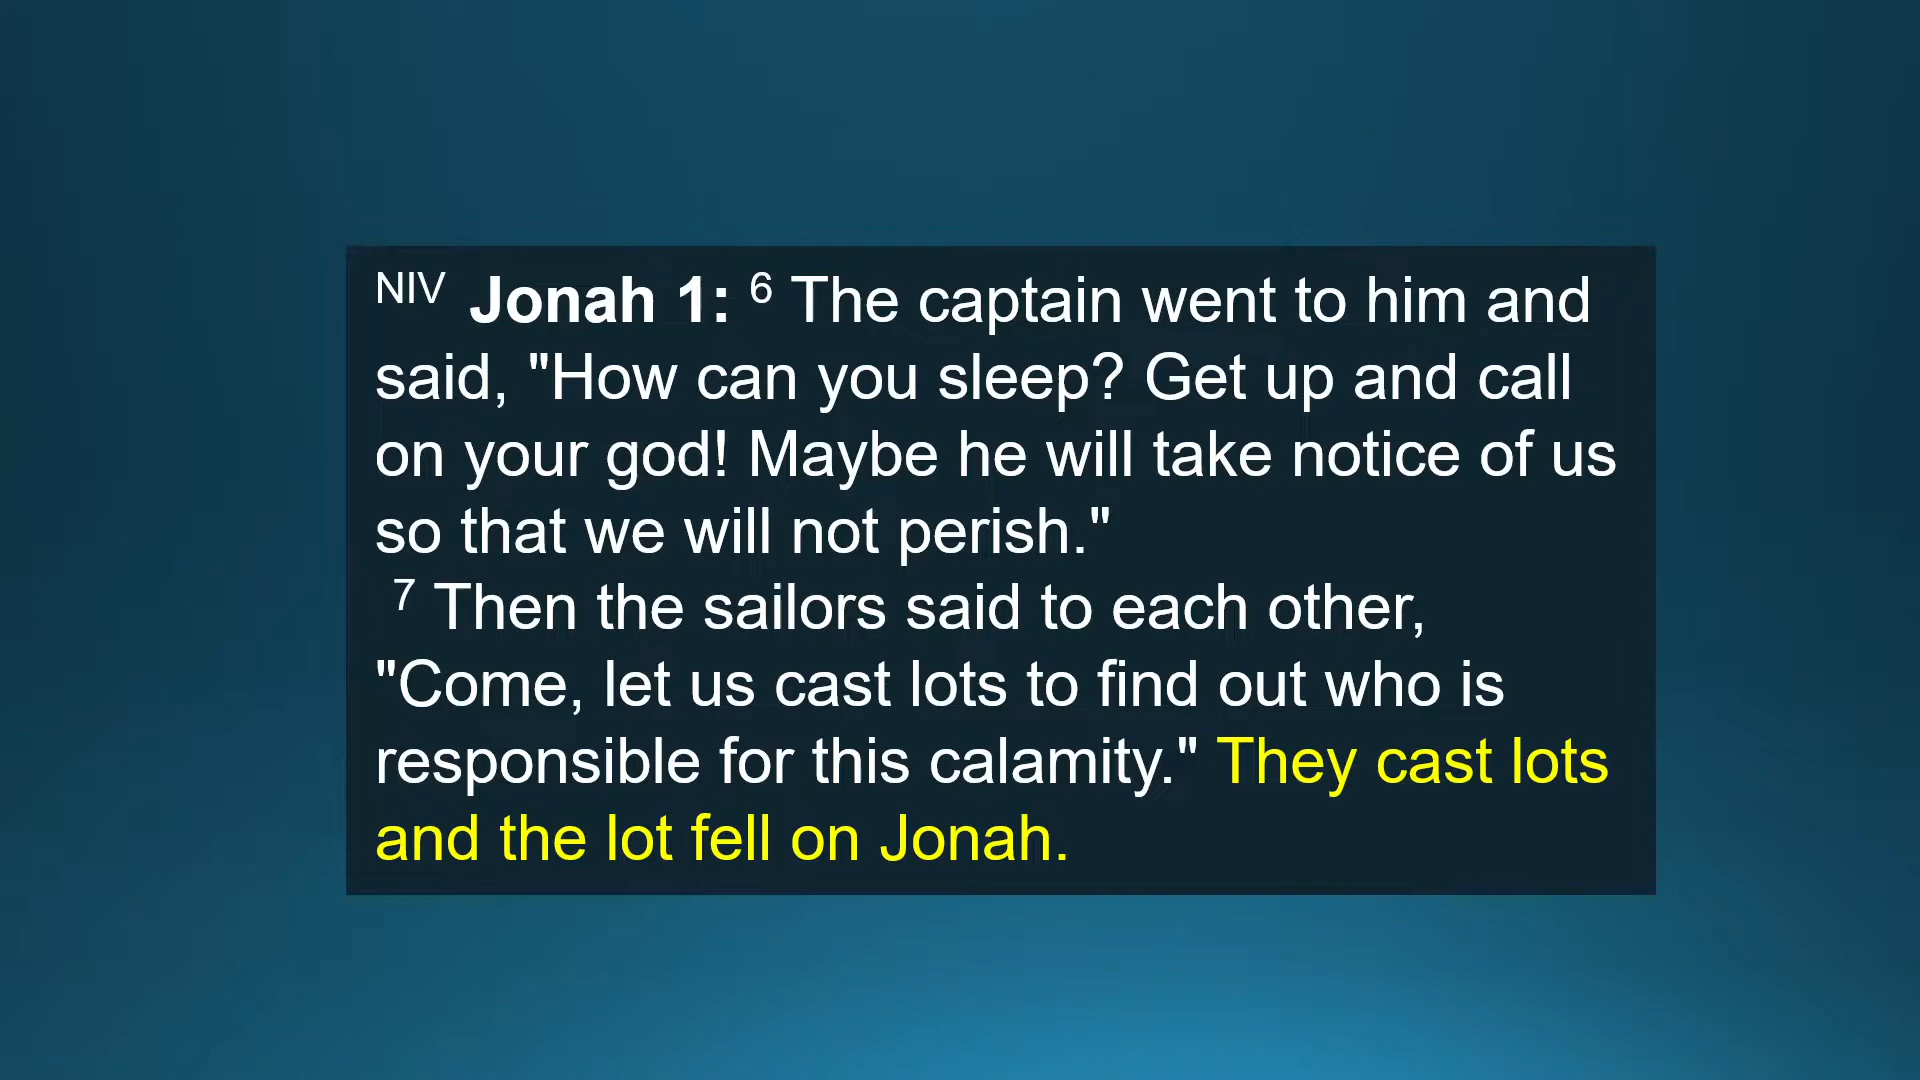 NIV Jonah 1: 6 The captain went to him and
said, "How can you sleep? Get up and call
on your god! Maybe he will take notice of us
so that we will not perish."
7 Then the sailors said to each other,
"Come, let us cast lots to find out who is
responsible for this calamity." They cast lots
and the lot fell on Jonah.